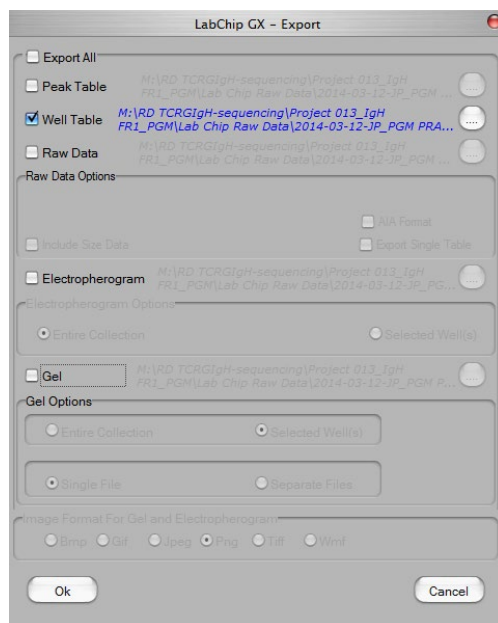 LabChip GX - Export
Export All
Peak Table
M:\RD TCRGIgH-sequencing\Project 013_IgH
FR1_PGM\Lab Chip Raw Data\2014-03-12-JP_PGM ...
....
Well Table
M:\RD TCRGIgH-sequencing\Project 013_IgH
FR1_PGM\Lab Chip Raw Data\2014-03-12-JP_PGM PRA...
....
Raw Data
M:\RD TCRGIgH-sequencing\Project 013_IgH
FR1_PGM\Lab Chip Raw Data\2014-03-12-JP_PGM PRA...
....
Raw Data Options
AIA Format
Include Size Data
Export Single Table
Electropherogram
M:\RD TCRGIgH-sequencing\Project 013_IgH
FR1_PGM\Lab Chip Raw Data\2014-03-12-JP_PG...
....
Electropherogram Options
Entire Collection
Selected Well(s)
Gel
M:\RD TCRGIgH-sequencing\Project 013_IgH
FR1_PGM\Lab Chip Raw Data\2014-03-12-JP_PGM P...
....
Gel Options
Entire Collection
Selected Well(s)
Single File
Separate Files
Image Format For Gel and Electropherogram
Bmp Gif Jpeg Png Tiff Wmf
Ok
Cancel